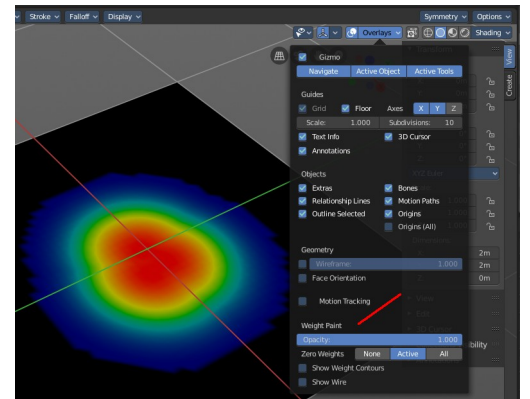 Stroke Falloff Display Symmetry Options
Overlays Shading
Gizmo
Navigate Active Object Active Tools
Guides
Grid Floor Axes X Y Z
Scale: 1.000 Subdivisions: 10
Text Info 3D Cursor
Annotations
Objects
Extras Bones
Relationship Lines Motion Paths
Outline Selected Origins
Origins (All)
Geometry
Wireframe: 1.000
Face Orientation
Motion Tracking
Weight Paint
Opacity: 1.000
Zero Weights None Active All
Show Weight Contours
Show Wire
View
Create
2m
2m
0m
bility